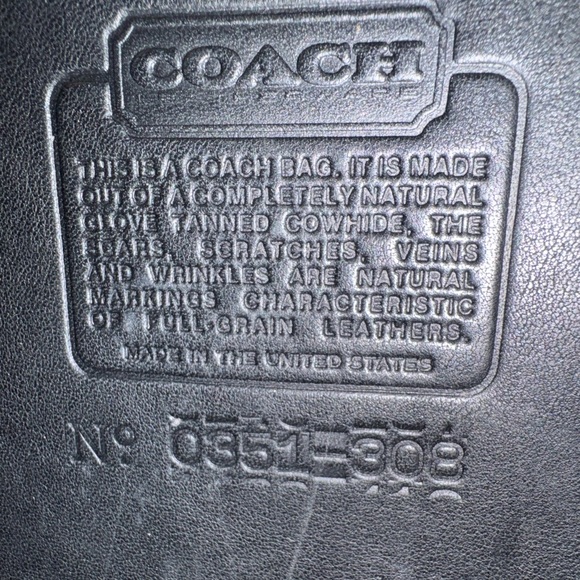 COACH
THIS IS A COACH BAG. IT IS MADE
OUT OF A COMPLETELY NATURAL
GLOVE TANNED COWHIDE, THE
SCARS, SCRATCHES, VEINS
AND WRINKLES ARE NATURAL
MARKINGS CHARACTERISTIC
OF FULL-GRAIN LEATHERS.
MADE IN THE UNITED STATES
No: 0351-308